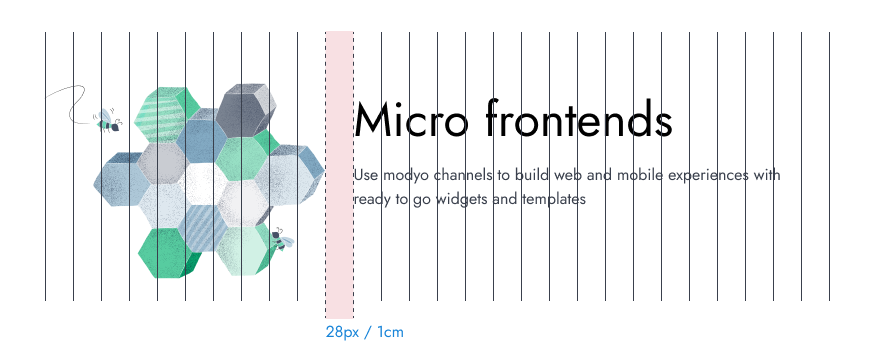 Micro frontends
Use modyo channels to build web and mobile experiences with
ready to go widgets and templates
28px / 1cm